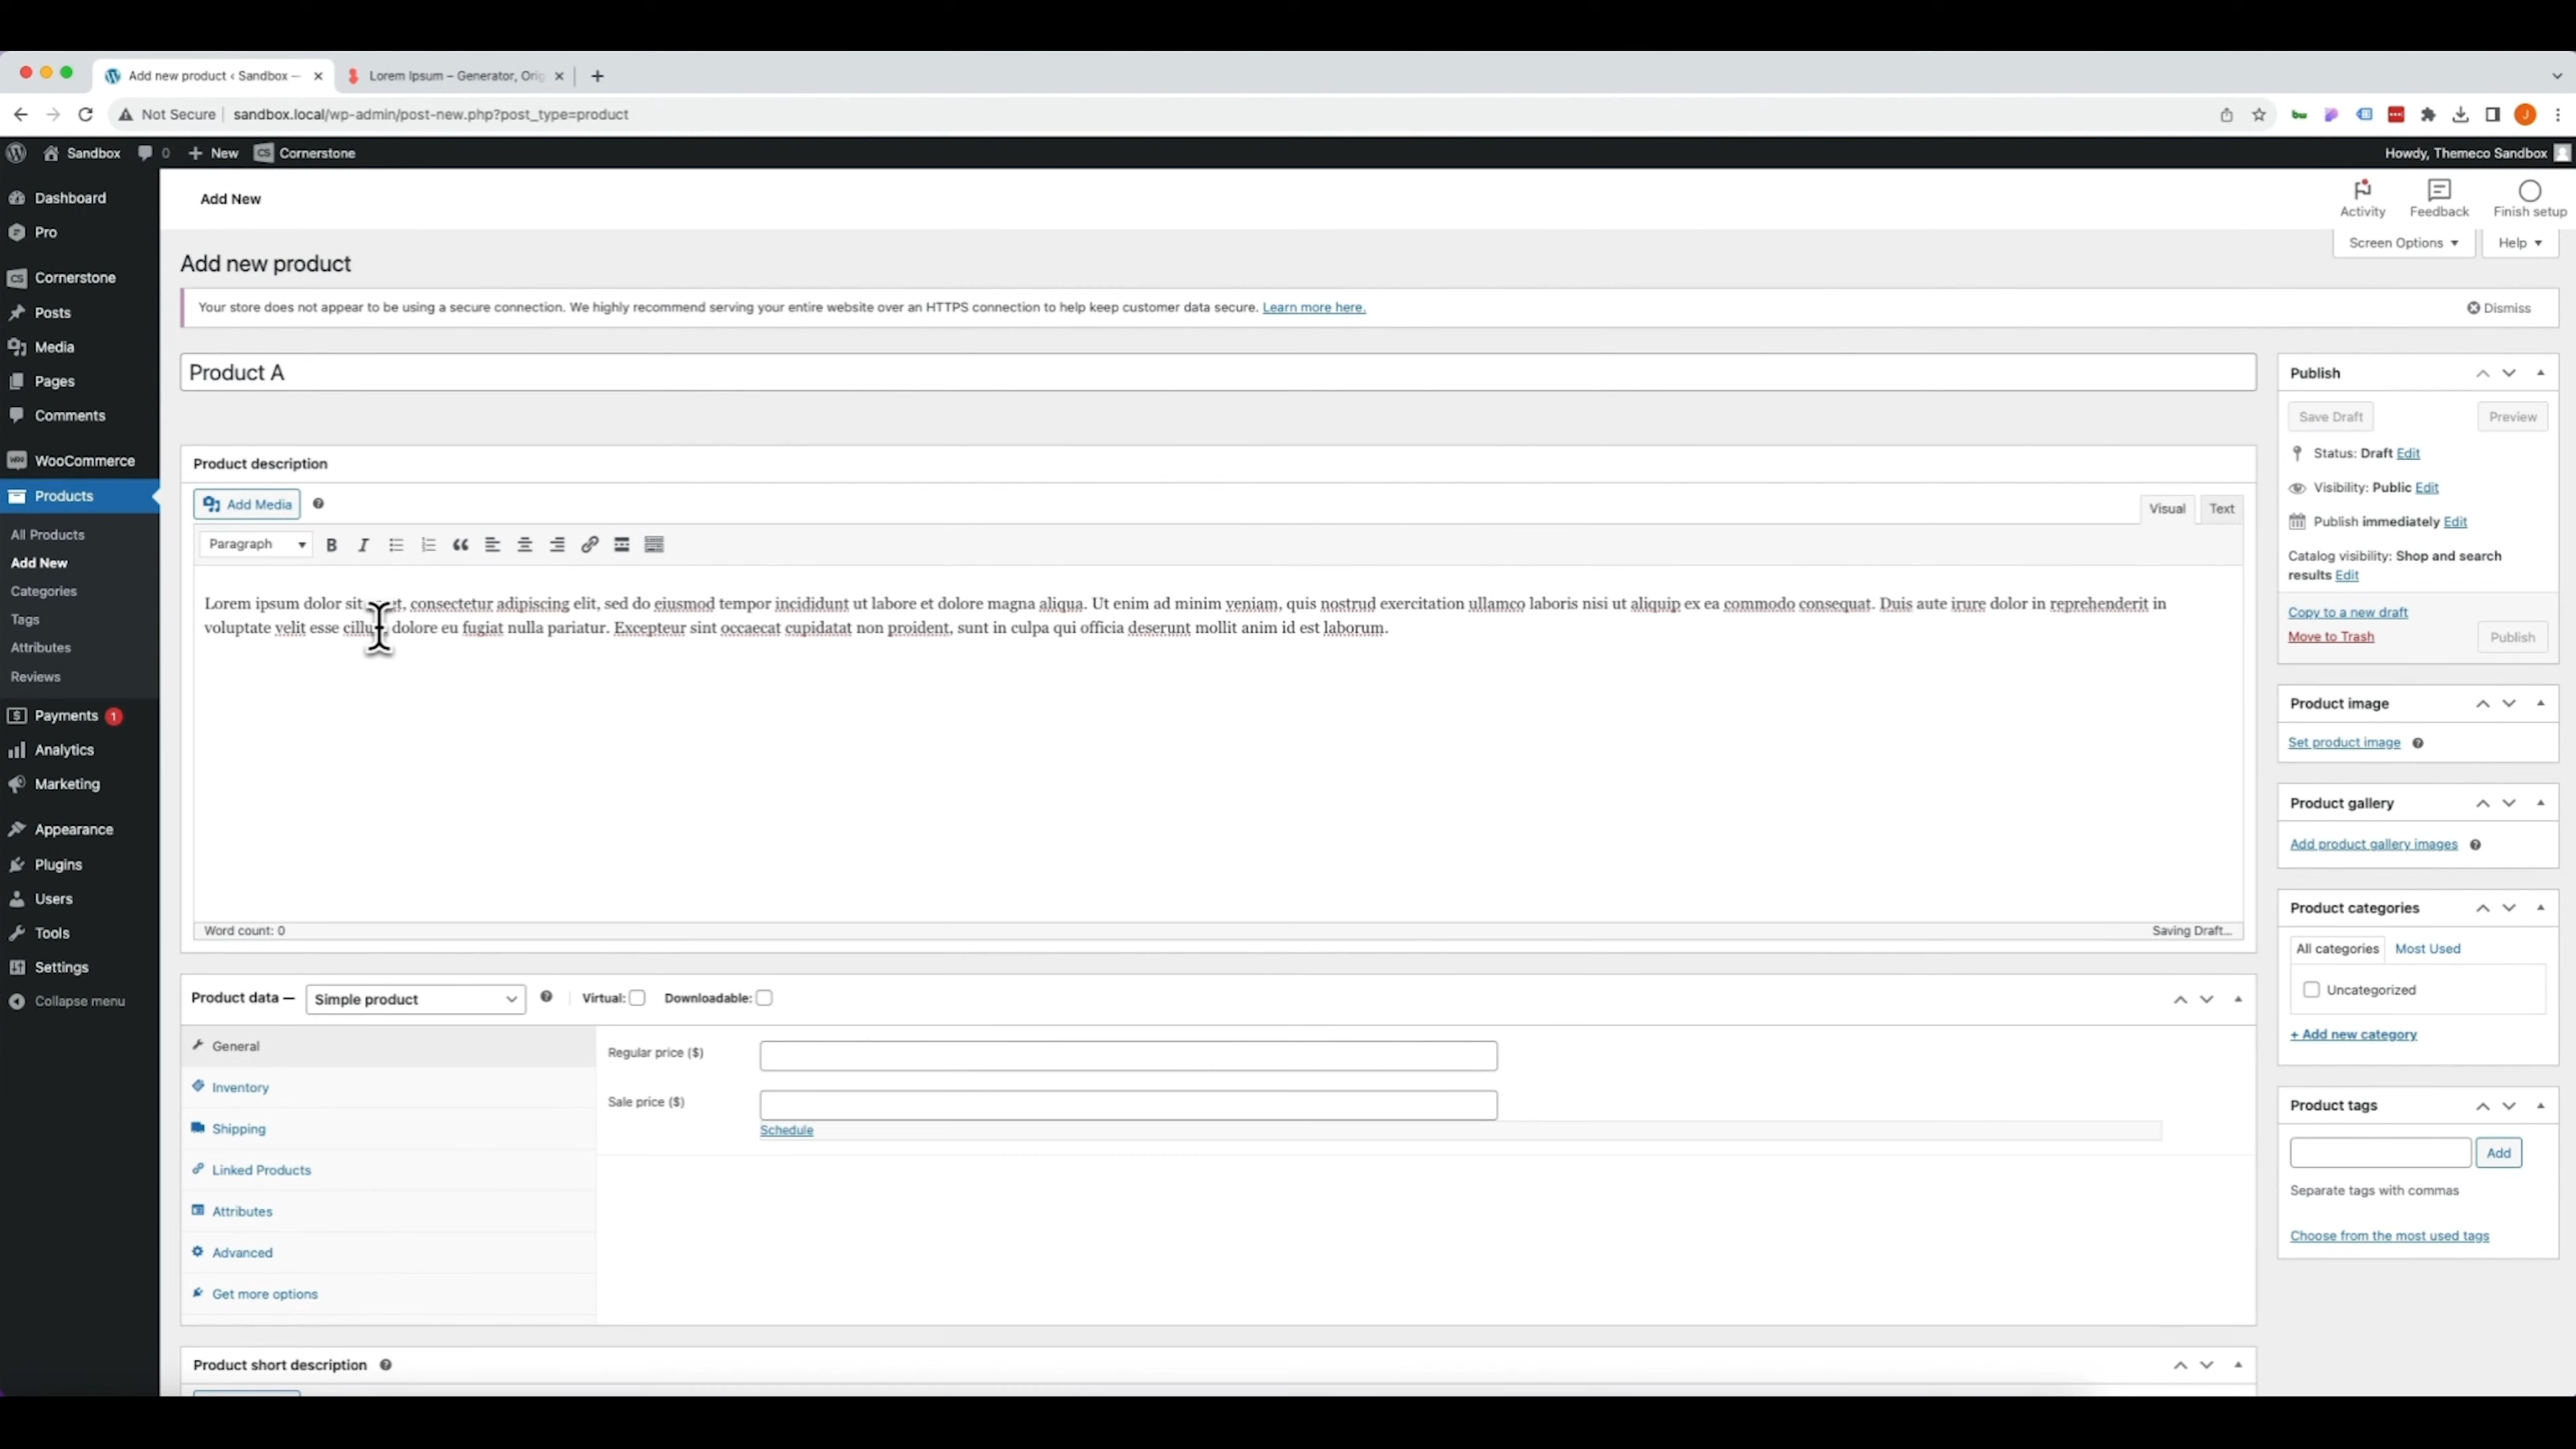 Add new product ‹ Sandbox —
Lorem Ipsum – Generator, Orig
Not Secure
sandbox.local/wp-admin/post-new.php?post_type=product
J
Sandbox
0
New
CS Cornerstone
Howdy, Themeco Sandbox
Dashboard
Pro
CS Cornerstone
Posts
Media
Pages
Comments
WooCommerce
Products
All Products
Add New
Categories
Tags
Attributes
Reviews
Payments 1
Analytics
Marketing
Appearance
Plugins
Users
Tools
Settings
Collapse menu
Add New
Activity
Feedback
Finish setup
Screen Options
Help
Add new product
Your store does not appear to be using a secure connection. We highly recommend serving your entire website over an HTTPS connection to help keep customer data secure. Learn more here.
Dismiss
Product A
Product description
Add Media
Visual
Text
Paragraph
B I
Lorem ipsum dolor sit consectetur adipiscing elit, sed do eiusmod tempor incididunt ut labore et dolore magna aliqua. Ut enim ad minim veniam, quis nostrud exercitation ullamco laboris nisi ut aliquip ex ea commodo consequat. Duis aute irure dolor in reprehenderit in
voluptate velit esse dolore eu fugiat nulla pariatur. Excepteur sint occaecat cupidatat non proident, sunt in culpa qui officia deserunt mollit anim id est laborum.
Word count: 0
Saving Draft...
Product data —
Simple product
Virtual:
Downloadable:
General
Inventory
Shipping
Linked Products
Attributes
Advanced
Get more options
Regular price ($)
Sale price ($)
Schedule
Product short description
Publish
Save Draft
Preview
Status: Draft Edit
Visibility: Public Edit
Publish immediately Edit
Catalog visibility: Shop and search
results Edit
Copy to a new draft
Move to Trash
Publish
Product image
Set product image
Product gallery
Add product gallery images
Product categories
All categories
Most Used
Uncategorized
+ Add new category
Product tags
Add
Separate tags with commas
Choose from the most used tags